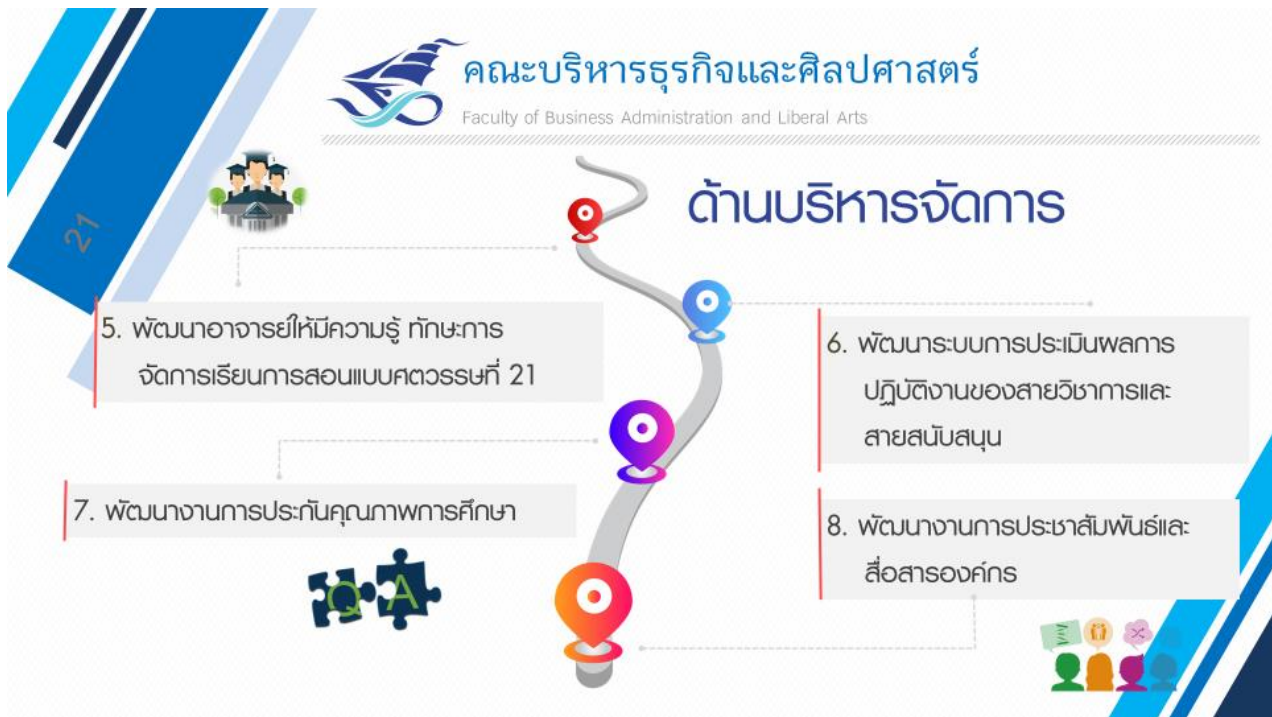 คณะบริหารธุรกิจและศิลปศาสตร์
Faculty of Business Administration and Liberal Arts
21
ด้านบริหารจัดการ
5. พัฒนาอาจารย์ให้มีความรู้ ทักษะการ
จัดการเรียนการสอนแบบศตวรรษที่ 21
6. พัฒนาระบบการประเมินผลการ
ปฏิบัติงานของสายวิชาการและ
สายสนับสนุน
7. พัฒนางานการประกันคุณภาพการศึกษา
8. พัฒนางานการประชาสัมพันธ์และ
สื่อสารองค์กร
QA